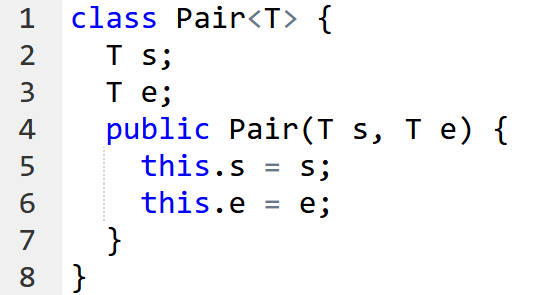 1 class Pair<T> {
2   T s;
3   T e;
4   public Pair(T s, T e) {
5     this.s = s;
6     this.e = e;
7   }
8 }